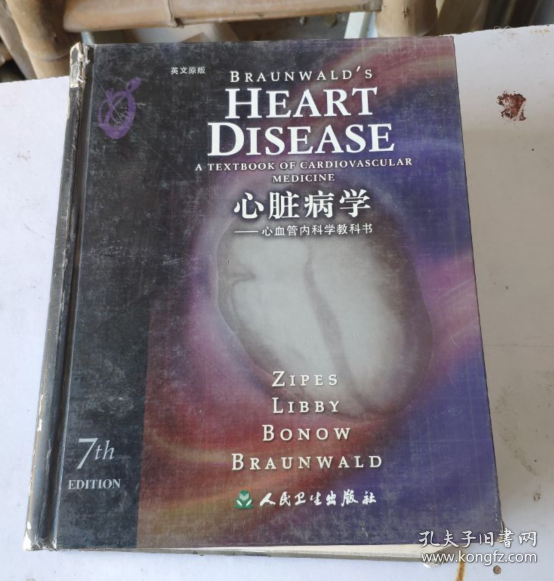 英文原版
BRAUNWALD'S
HEART
DISEASE
A TEXTBOOK OF CARDIOVASCULAR
MEDICINE
心脏病学
——心血管内科学教科书
ZIPES
LIBBY
BONOW
BRAUNWALD
7th
EDITION
人民卫生出版社
孔夫子旧书网
www.kongfz.com